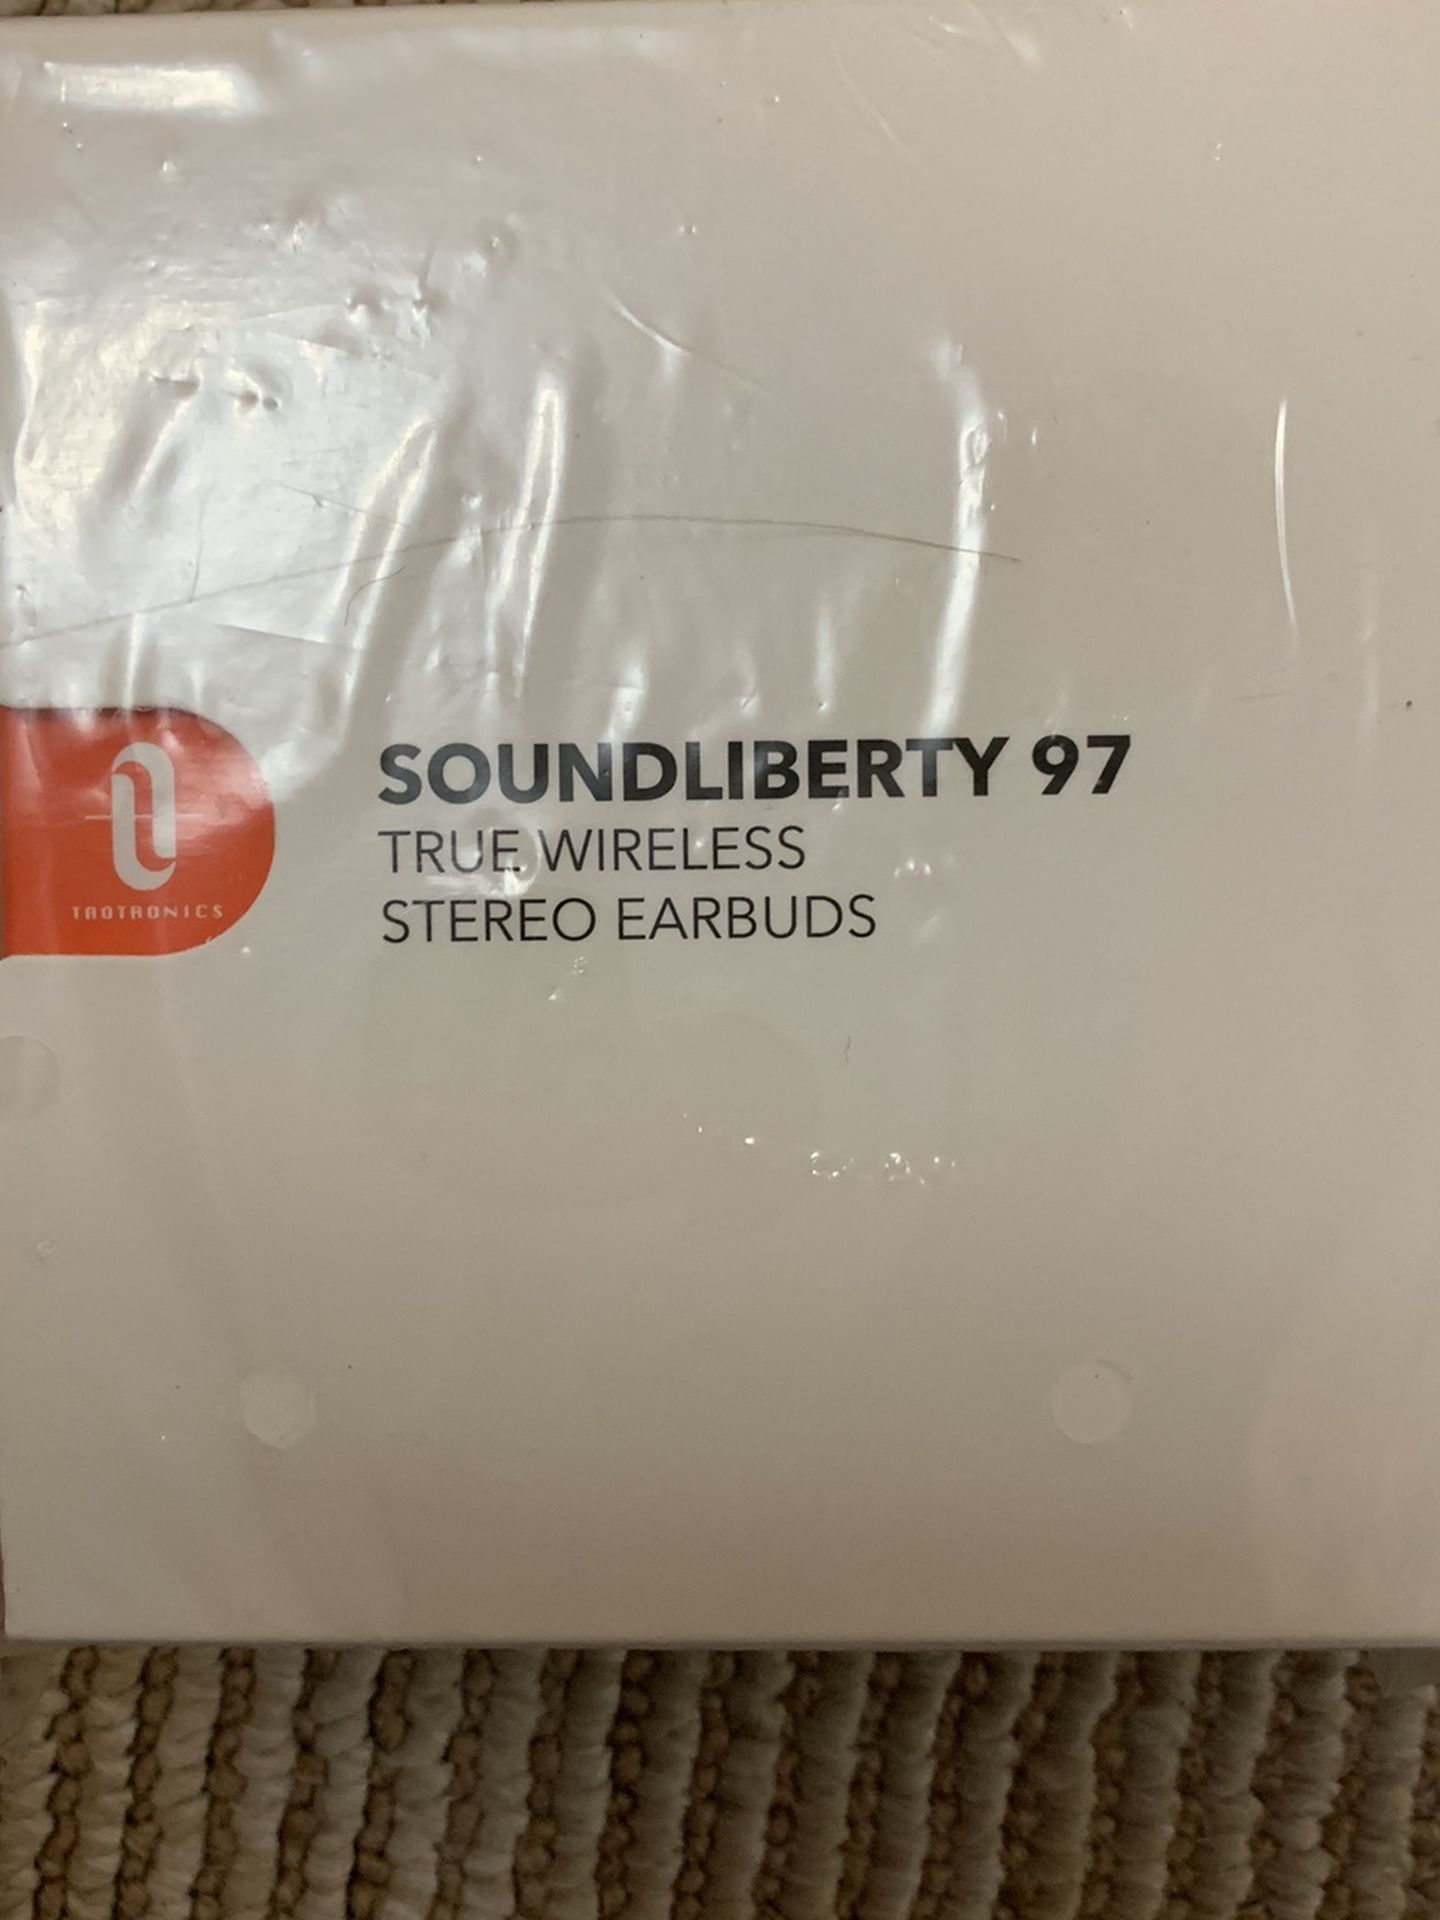 SOUNDLIBERTY 97
TRUE WIRELESS
STEREO EARBUDS
TAOTRONICS